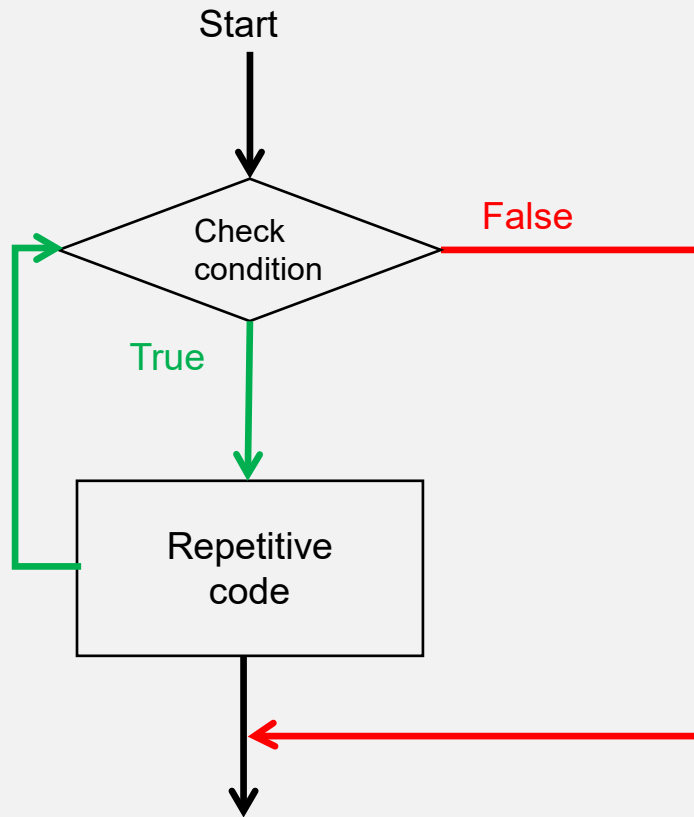 Start
False
Check
condition
True
Repetitive
code